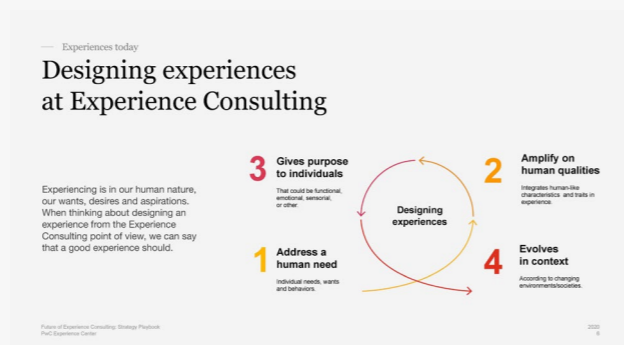 Experiences today
Designing experiences
at Experience Consulting
Experiencing is in our human nature,
our wants, desires and aspirations.
When thinking about designing an
experience from the Experience
Consulting point of view, we can say
that a good experience should.
3
Gives purpose
to individuals
That could be functional,
emotional, sensorial,
or other.
2
Amplify on
human qualities
Integrates human-like
characteristics and traits in
experience.
Designing
experiences
1
Address a
human need
Individual needs, wants
and behaviors.
4
Evolves
in context
According to changing
environments/societies.
Future of Experience Consulting: Strategy Playbook
PwC Experience Center
2020